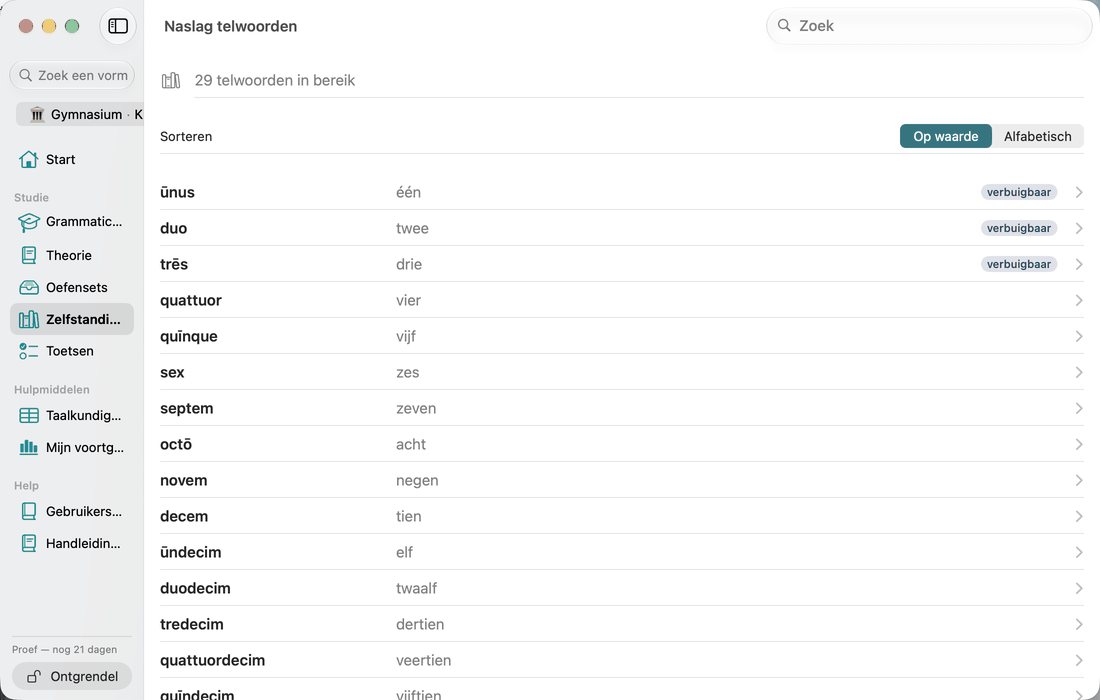 Naslag telwoorden
Zoek
Zoek een vorm
Gymnasium · K
Start
Studie
Grammatic...
Theorie
Oefensets
Zelfstandi...
Toetsen
Hulpmiddelen
Taalkundig...
Mijn voortg...
Help
Gebruikers...
Handleidin...
Proef — nog 21 dagen
Ontgrendel
29 telwoorden in bereik
Sorteren Op waarde Alfabetisch
ūnus één verbuigbaar
duo twee verbuigbaar
trēs drie verbuigbaar
quattuor vier
quīnque vijf
sex zes
septem zeven
octō acht
novem negen
decem tien
ūndecim elf
duodecim twaalf
tredecim dertien
quattuordecim veertien
quīndecim vijftien